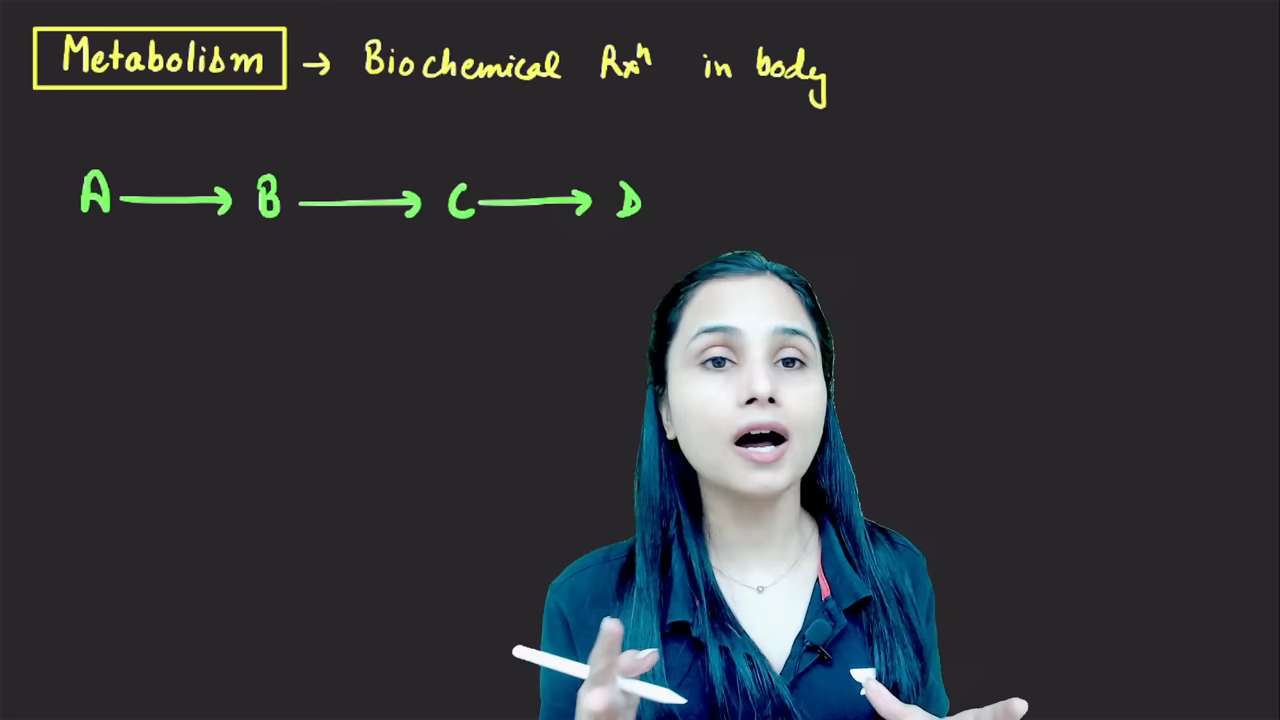 Metabolism → Biochemical Rxn in body
A → B → C → D